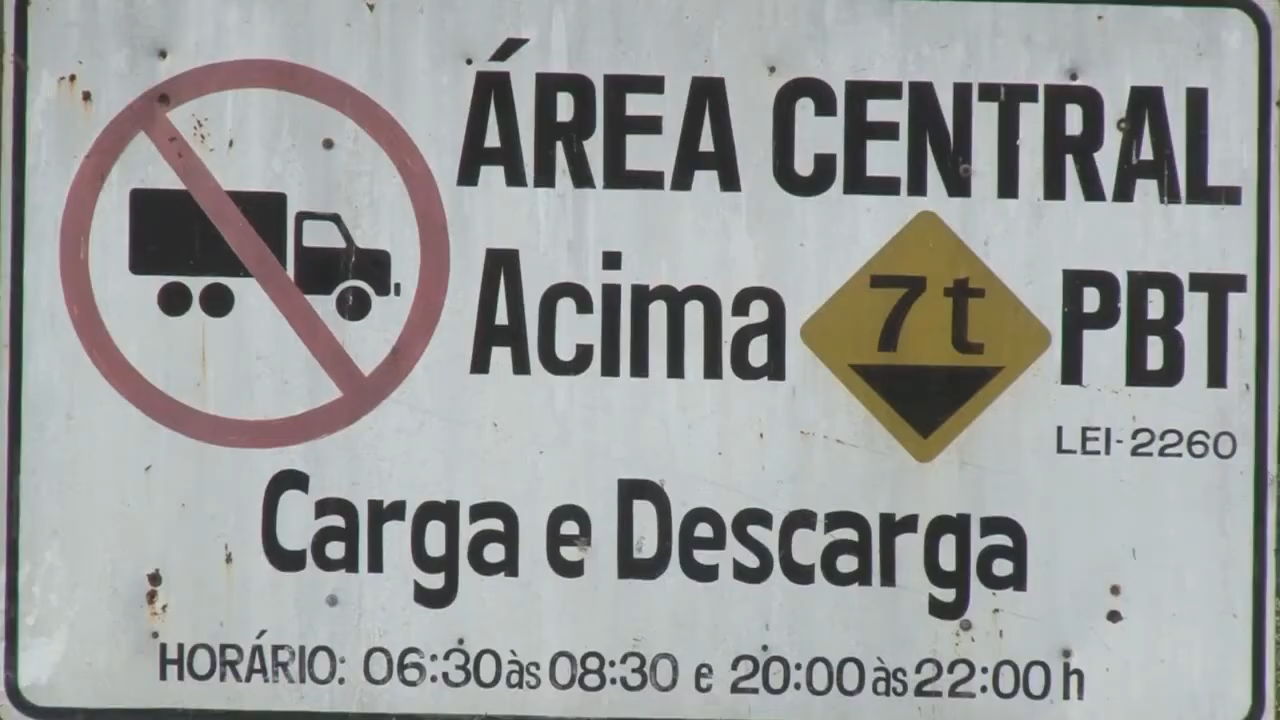 ÁREA CENTRAL
Acima 7t PBT
LEI-2260
Carga e Descarga
HORÁRIO: 06:30 às 08:30 e 20:00 às 22:00 h